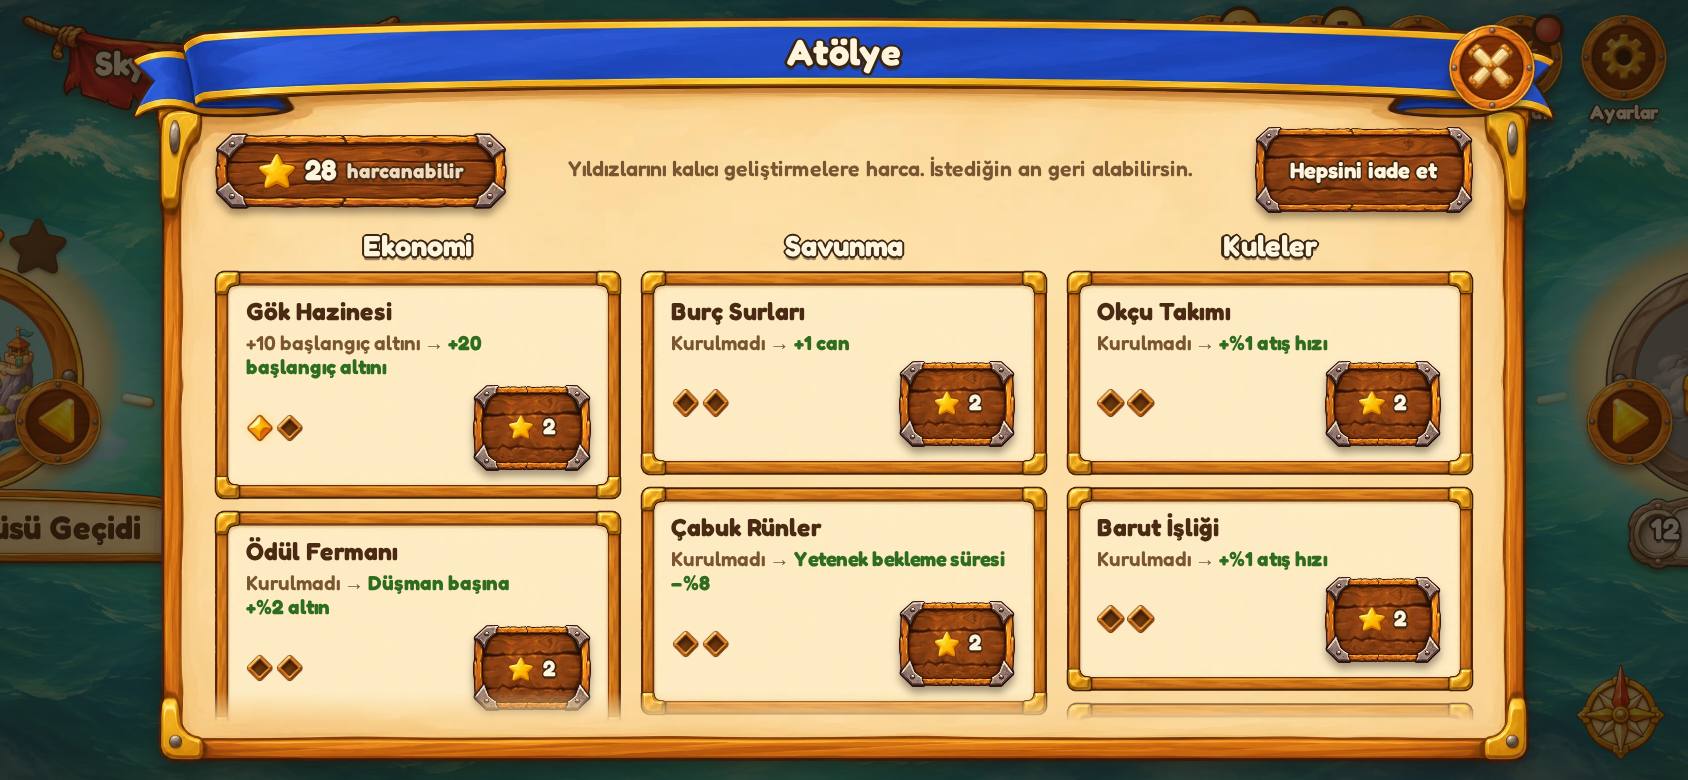 Atölye
Sky
Ayarlar
28 harcanabilir
Yıldızlarını kalıcı geliştirmelere harca. İstediğin an geri alabilirsin.
Hepsini iade et
Ekonomi
Gök Hazinesi
+10 başlangıç altını → +20
başlangıç altını
2
Ödül Fermanı
Kurulmadı → Düşman başına
+%2 altın
2
Savunma
Burç Surları
Kurulmadı → +1 can
2
Çabuk Rünler
Kurulmadı → Yetenek bekleme süresi
−%8
2
Kuleler
Okçu Takımı
Kurulmadı → +%1 atış hızı
2
Barut İşliği
Kurulmadı → +%1 atış hızı
2
üsü Geçidi
12